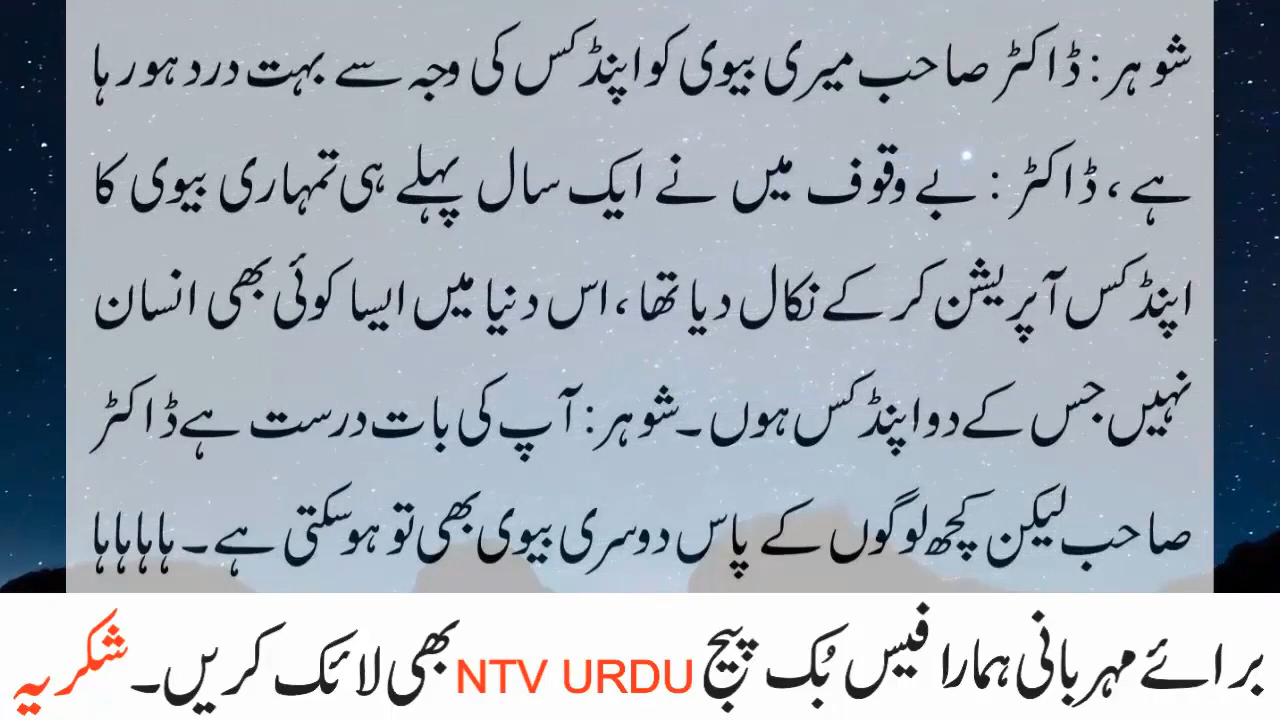 شوہر: ڈاکٹر صاحب میری بیوی کو اپنڈکس کی وجہ سے بہت درد ہو رہا
ہے، ڈاکٹر: بے وقوف میں نے ایک سال پہلے ہی تمہاری بیوی کا
اپنڈکس آپریشن کر کے نکال دیا تھا، اس دنیا میں ایسا کوئی بھی انسان
نہیں جس کے دو اپنڈکس ہوں۔ شوہر: آپ کی بات درست ہے ڈاکٹر
صاحب لیکن کچھ لوگوں کے پاس دوسری بیوی بھی تو ہو سکتی ہے۔ ہاہاہاہا
برائے مہربانی ہمارا فیس بُک پیج NTV URDU بھی لائک کریں۔ شکریہ